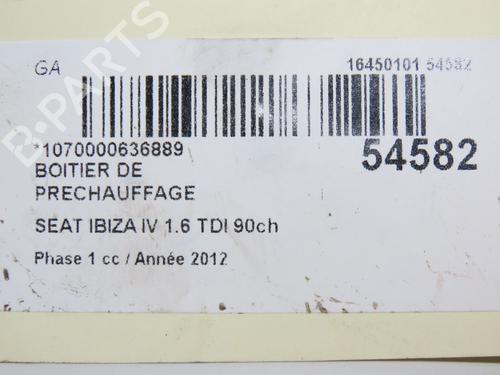 GA
16450101 54582
*1070000636889
54582
BOITIER DE
PRECHAUFFAGE
SEAT IBIZA IV 1.6 TDI 90ch
Phase 1 cc / Année 2012
B-PARTS